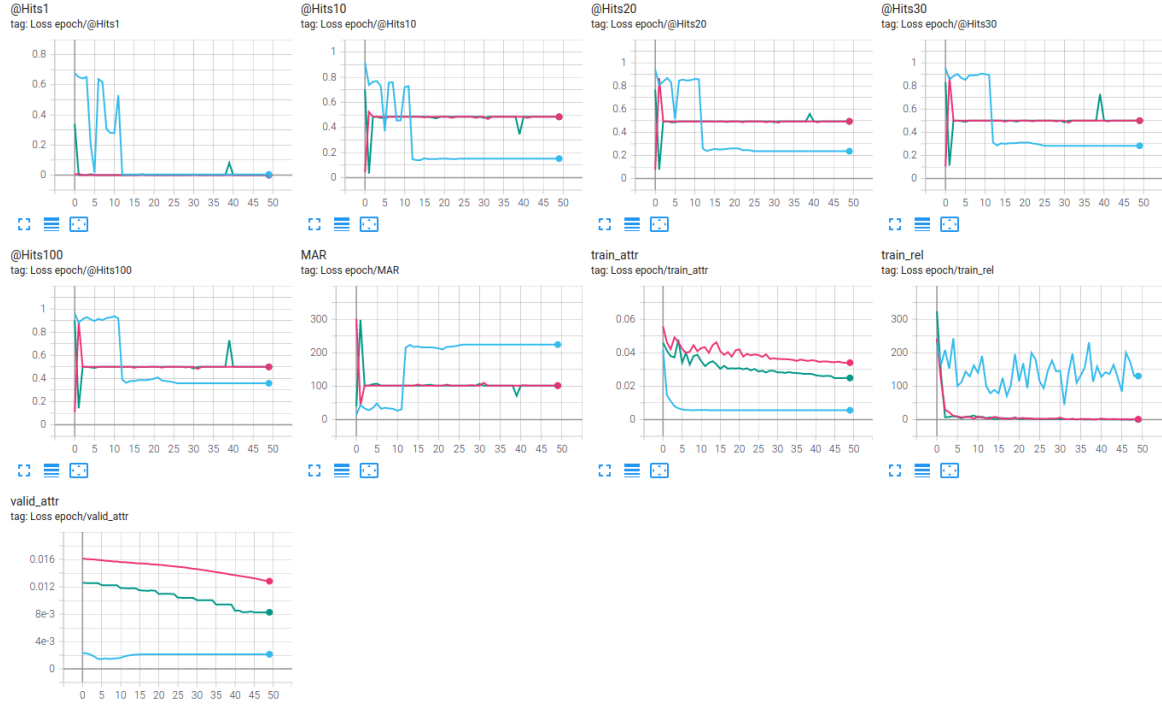 @Hits1
tag: Loss epoch/@Hits1
0.8
0.6
0.4
0.2
0
0 5 10 15 20 25 30 35 40 45 50
@Hits10
tag: Loss epoch/@Hits10
1
0.8
0.6
0.4
0.2
0
0 5 10 15 20 25 30 35 40 45 50
@Hits20
tag: Loss epoch/@Hits20
1
0.8
0.6
0.4
0.2
0
0 5 10 15 20 25 30 35 40 45 50
@Hits30
tag: Loss epoch/@Hits30
1
0.8
0.6
0.4
0.2
0
0 5 10 15 20 25 30 35 40 45 50
@Hits100
tag: Loss epoch/@Hits100
1
0.8
0.6
0.4
0.2
0
0 5 10 15 20 25 30 35 40 45 50
MAR
tag: Loss epoch/MAR
300
200
100
0
0 5 10 15 20 25 30 35 40 45 50
train_attr
tag: Loss epoch/train_attr
0.06
0.04
0.02
0
0 5 10 15 20 25 30 35 40 45 50
train_rel
tag: Loss epoch/train_rel
300
200
100
0
0 5 10 15 20 25 30 35 40 45 50
valid_attr
tag: Loss epoch/valid_attr
0.016
0.012
8e-3
4e-3
0
0 5 10 15 20 25 30 35 40 45 50